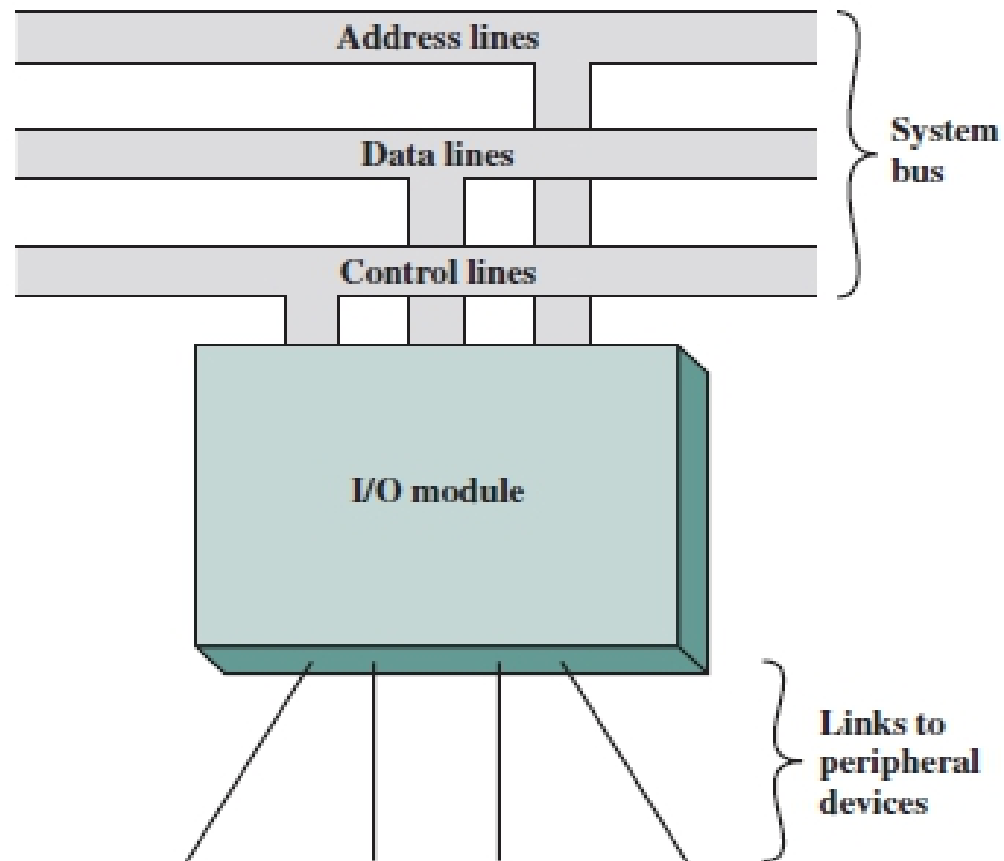 Address lines
Data lines
Control lines
System
bus
I/O module
Links to
peripheral
devices